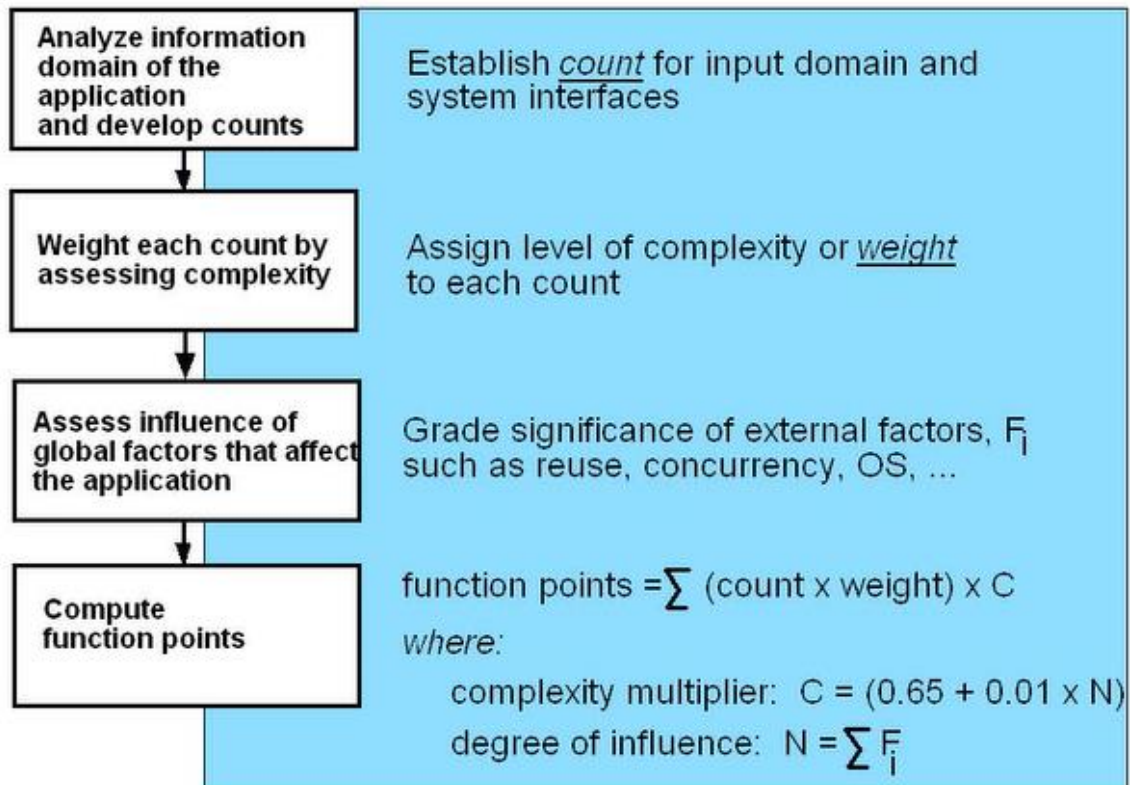 Analyze information
domain of the
application
and develop counts
Establish count for input domain and
system interfaces
Weight each count by
assessing complexity
Assign level of complexity or weight
to each count
Assess influence of
global factors that affect
the application
Grade significance of external factors, F_i
such as reuse, concurrency, OS, ...
Compute
function points
function points =∑ (count x weight) x C
where:
complexity multiplier: C = (0.65 + 0.01 x N)
degree of influence: N = ∑ F_i